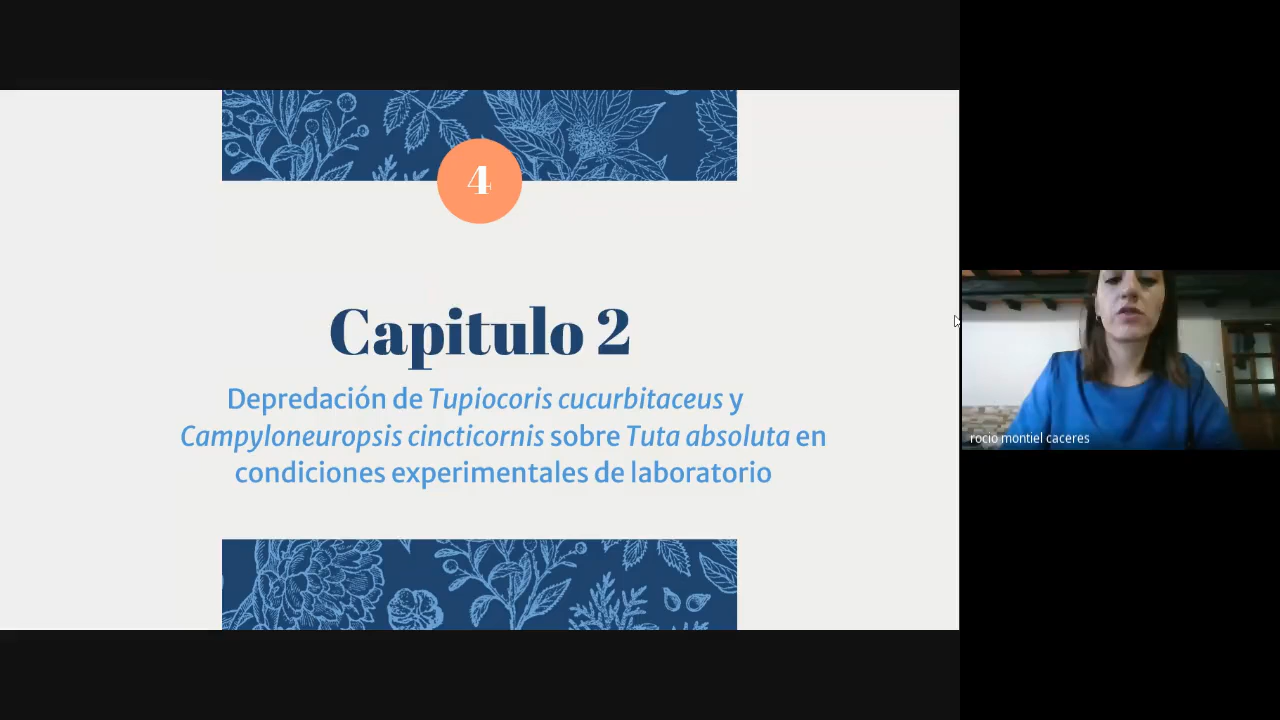 4
Capitulo 2
Depredación de Tupiocoris cucurbitaceus y
Campyloneuropsis cincticornis sobre Tuta absoluta en
condiciones experimentales de laboratorio
rocio montiel caceres